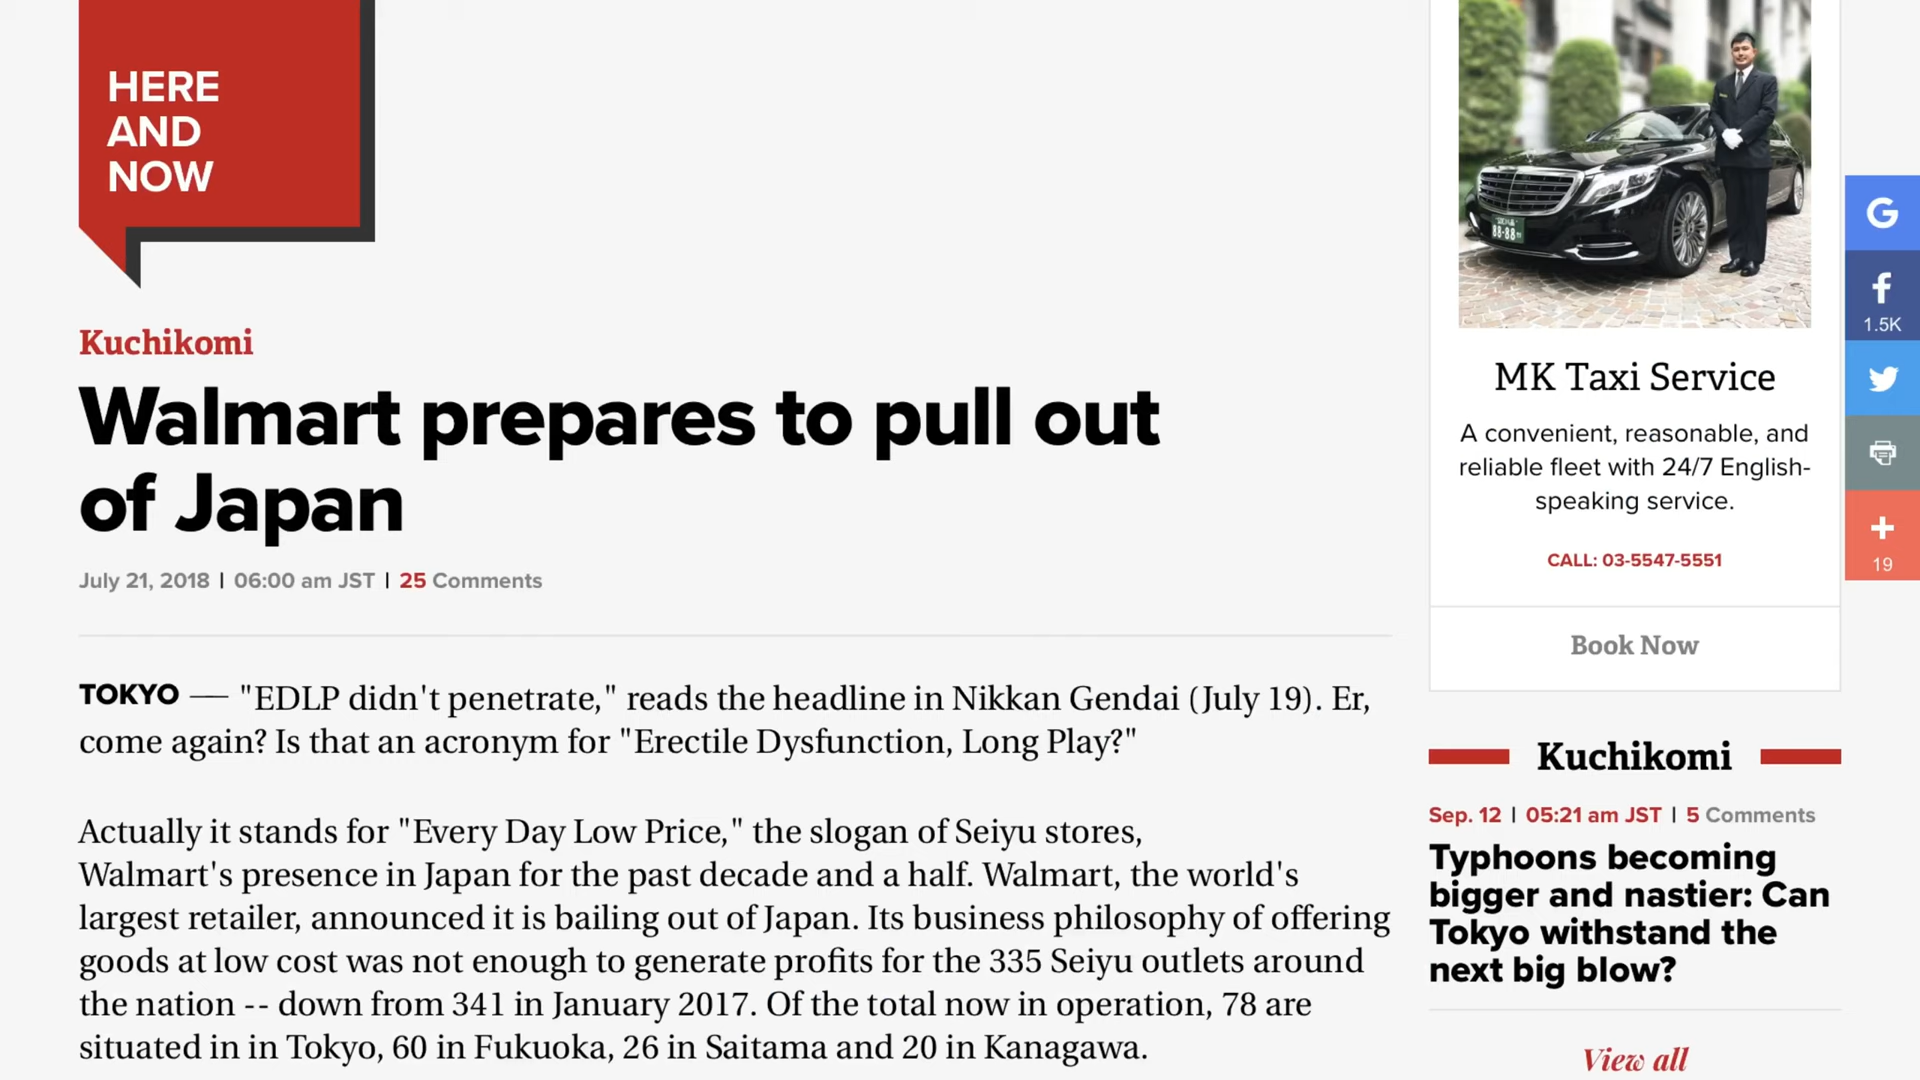 HERE
AND
NOW
Kuchikomi
Walmart prepares to pull out
of Japan
July 21, 2018 | 06:00 am JST | 25 Comments
TOKYO — "EDLP didn't penetrate," reads the headline in Nikkan Gendai (July 19). Er,
come again? Is that an acronym for "Erectile Dysfunction, Long Play?"
Actually it stands for "Every Day Low Price," the slogan of Seiyu stores,
Walmart's presence in Japan for the past decade and a half. Walmart, the world's
largest retailer, announced it is bailing out of Japan. Its business philosophy of offering
goods at low cost was not enough to generate profits for the 335 Seiyu outlets around
the nation -- down from 341 in January 2017. Of the total now in operation, 78 are
situated in in Tokyo, 60 in Fukuoka, 26 in Saitama and 20 in Kanagawa.
88-88
MK Taxi Service
A convenient, reasonable, and
reliable fleet with 24/7 English-
speaking service.
CALL: 03-5547-5551
Book Now
Kuchikomi
Sep. 12 | 05:21 am JST | 5 Comments
Typhoons becoming
bigger and nastier: Can
Tokyo withstand the
next big blow?
View all
G
f
1.5K
+
19